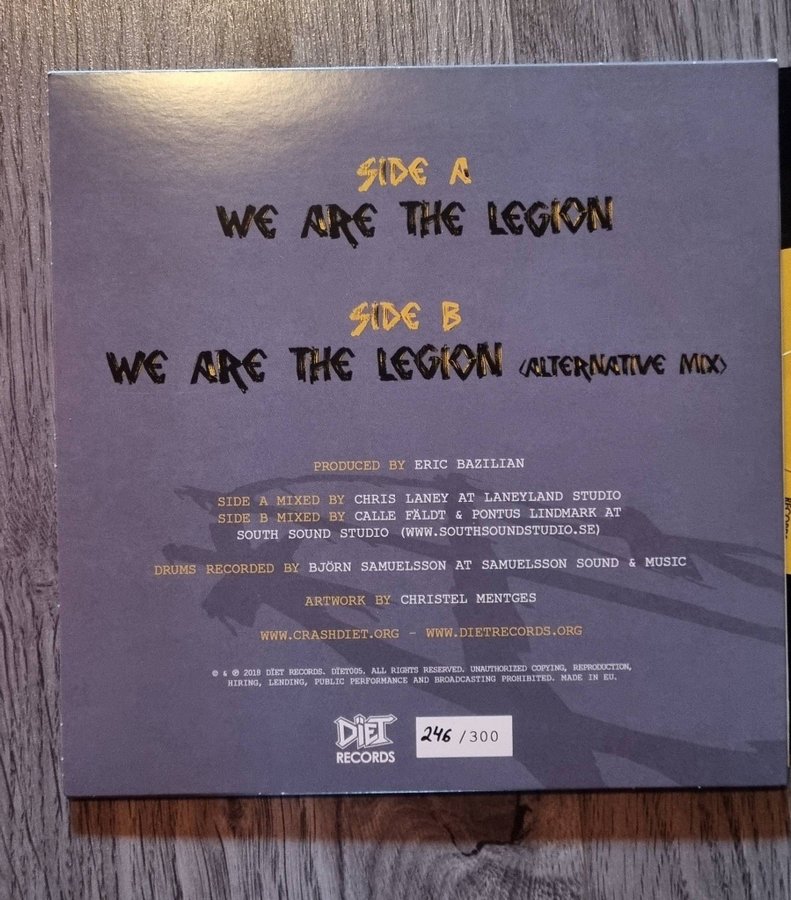 SIDE A
WE ARE THE LEGION
SIDE B
WE ARE THE LEGION (ALTERNATIVE MIX)
PRODUCED BY ERIC BAZILIAN
SIDE A MIXED BY CHRIS LANEY AT LANEYLAND STUDIO
SIDE B MIXED BY CALLE FÄLDT & PONTUS LINDMARK AT
SOUTH SOUND STUDIO (WWW.SOUTHSOUNDSTUDIO.SE)
DRUMS RECORDED BY BJÖRN SAMUELSSON AT SAMUELSSON SOUND & MUSIC
ARTWORK BY CHRISTEL MENTGES
WWW.CRASHDIET.ORG - WWW.DIETRECORDS.ORG
© & ℗ 2018 DÏET RECORDS. DÏET005. ALL RIGHTS RESERVED. UNAUTHORIZED COPYING, REPRODUCTION,
HIRING, LENDING, PUBLIC PERFORMANCE AND BROADCASTING PROHIBITED. MADE IN EU.
DÏET
RECORDS
246 /300